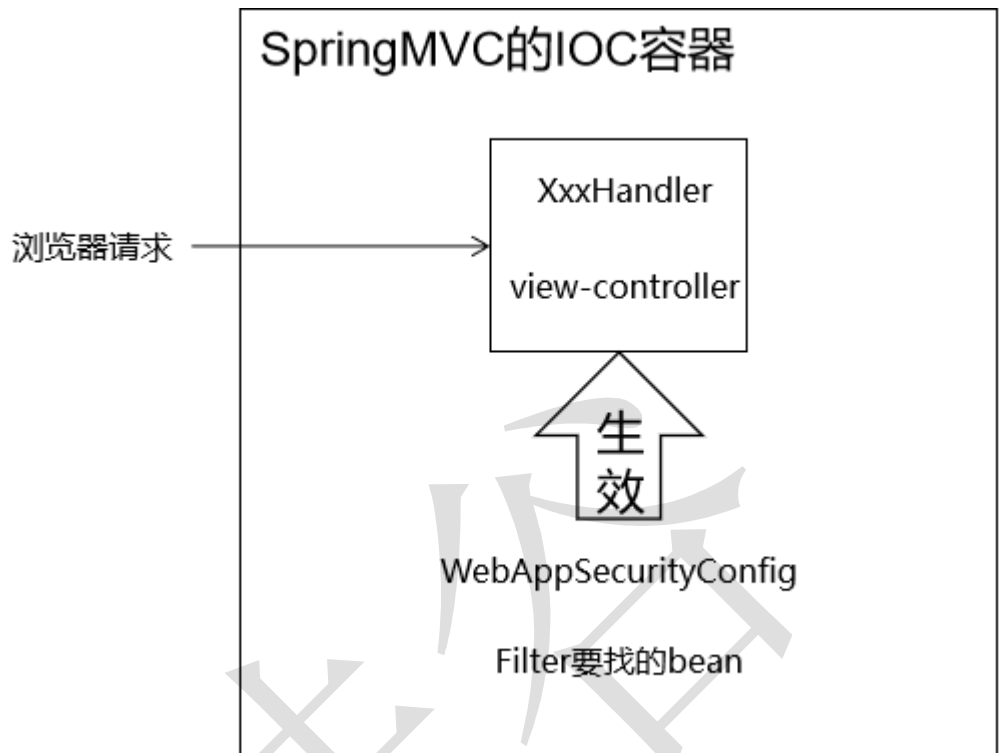 SpringMVC的IOC容器
XxxHandler
浏览器请求
view-controller
生
效
WebAppSecurityConfig
Filter要找的bean